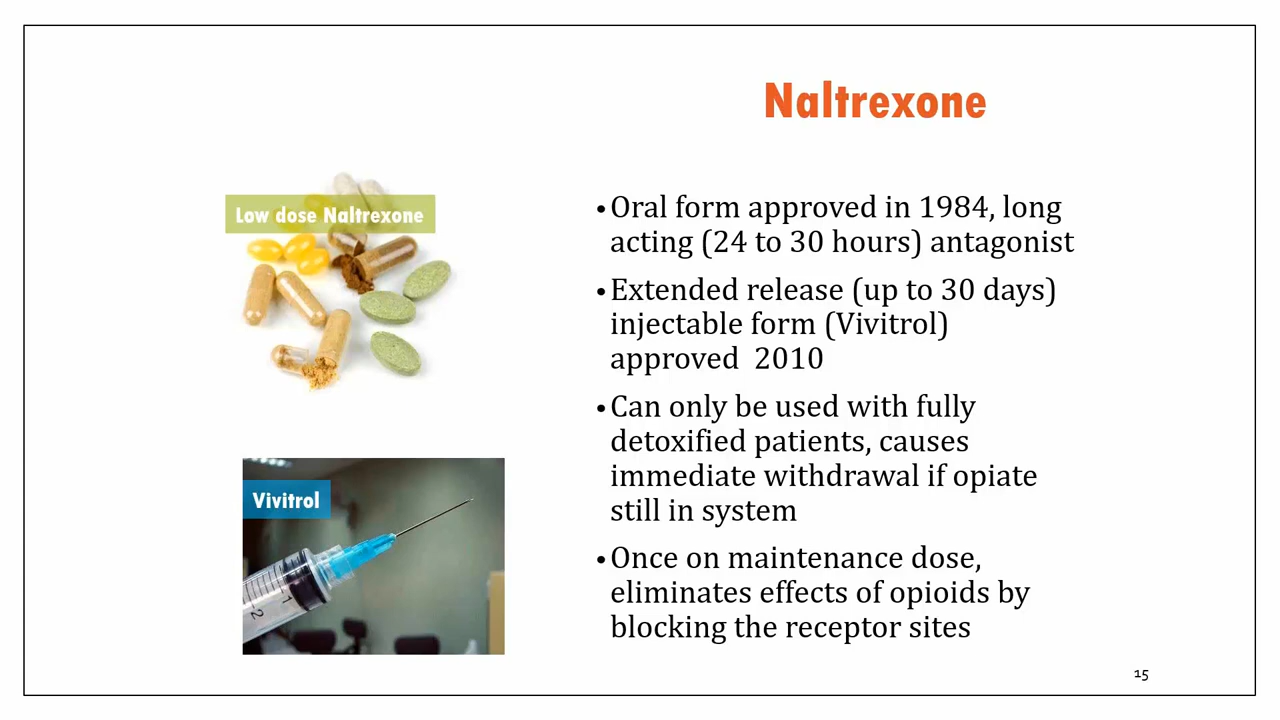 Naltrexone
Low dose Naltrexone
•Oral form approved in 1984, long
acting (24 to 30 hours) antagonist
•Extended release (up to 30 days)
injectable form (Vivitrol)
approved  2010
•Can only be used with fully
detoxified patients, causes
immediate withdrawal if opiate
still in system
Vivitrol
1
2
•Once on maintenance dose,
eliminates effects of opioids by
blocking the receptor sites
15